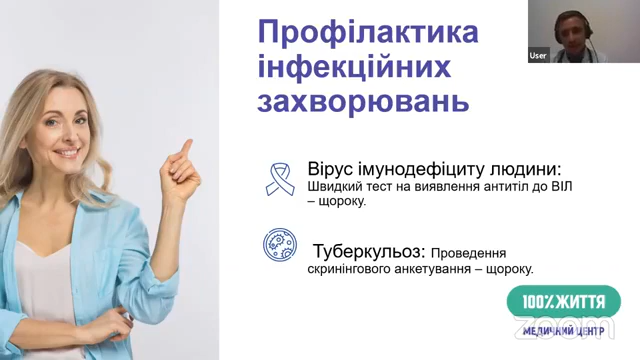 Профілактика
інфекційних
захворювань
User
Вірус імунодефіциту людини:
Швидкий тест на виявлення антитіл до ВІЛ
– щороку.
Туберкульоз: Проведення
скринінгового анкетування – щороку.
100% ЖИТТЯ
zoom
МЕДИЧНИЙ ЦЕНТР